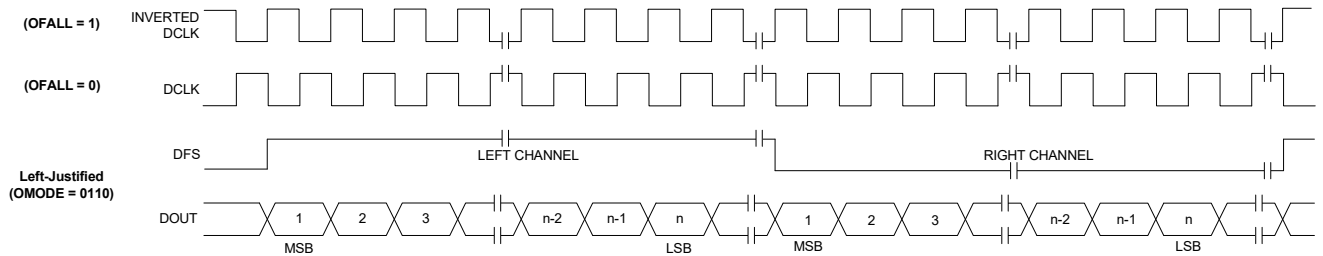 (OFALL = 1)
INVERTED
DCLK
(OFALL = 0)
DCLK
DFS
LEFT CHANNEL
RIGHT CHANNEL
Left-Justified
(OMODE = 0110)
DOUT
1 2 3 n-2 n-1 n 1 2 3 n-2 n-1 n
MSB LSB MSB LSB